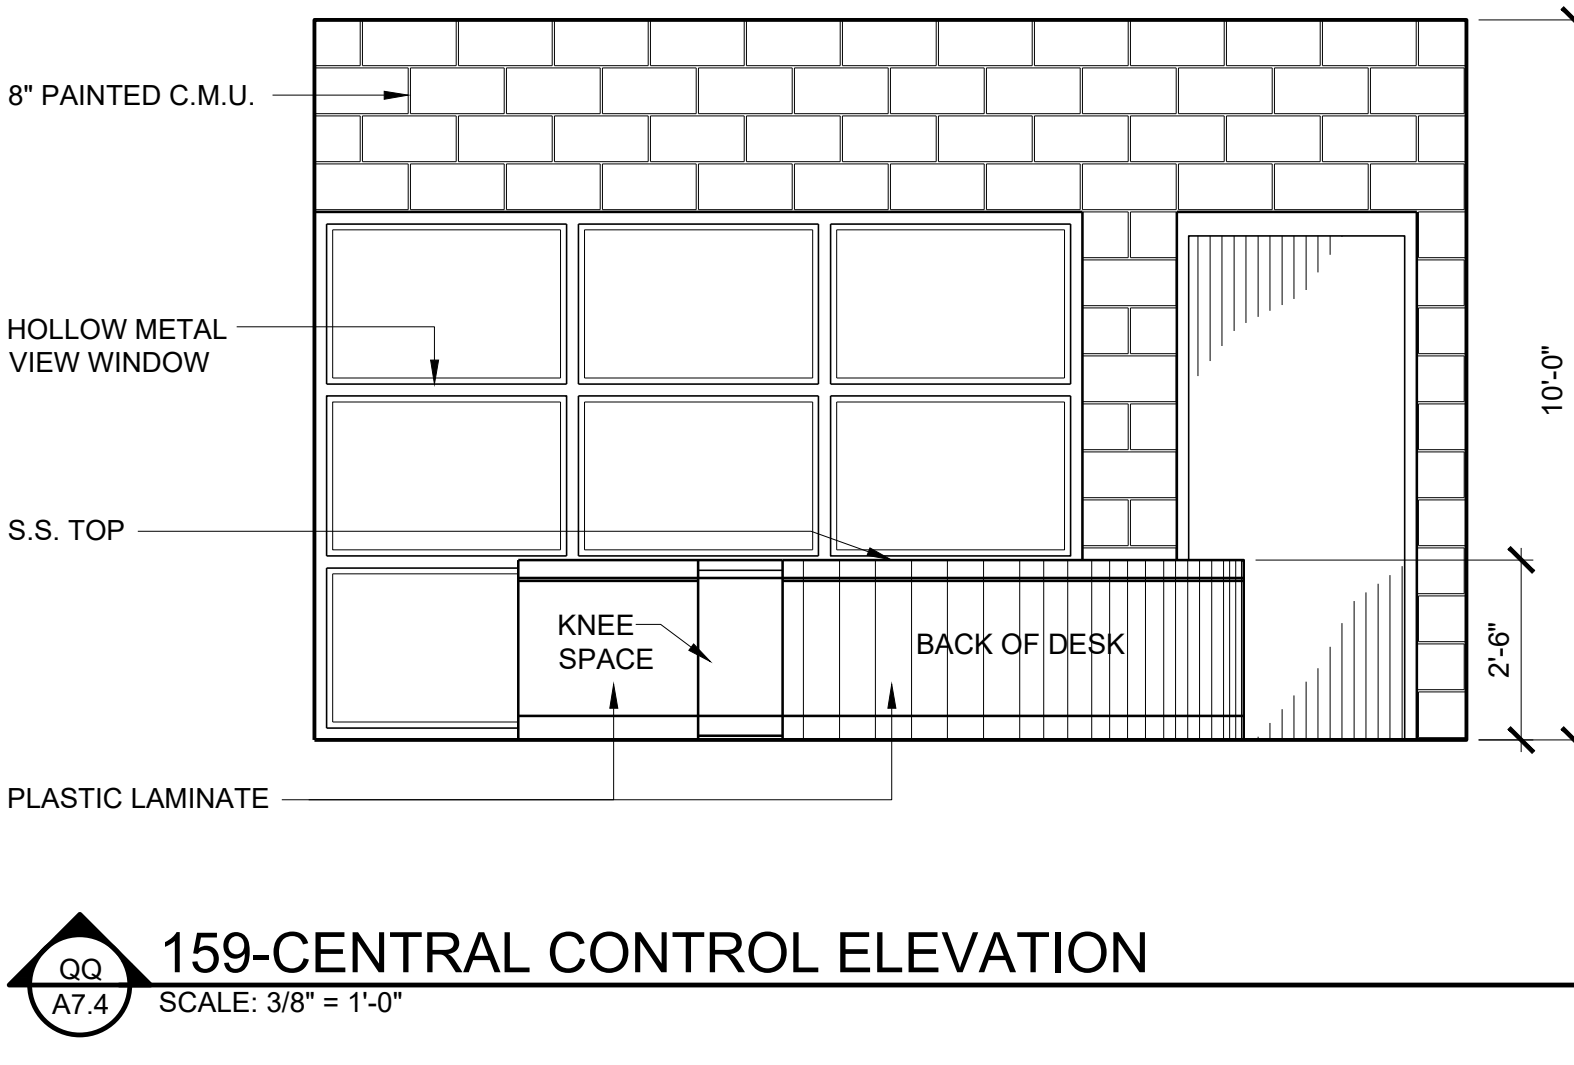 8" PAINTED C.M.U.
HOLLOW METAL
VIEW WINDOW
10'-0"
S.S. TOP
KNEE
SPACE
BACK OF DESK
2'-6"
PLASTIC LAMINATE
QQ
A7.4
159-CENTRAL CONTROL ELEVATION
SCALE: 3/8" = 1'-0"